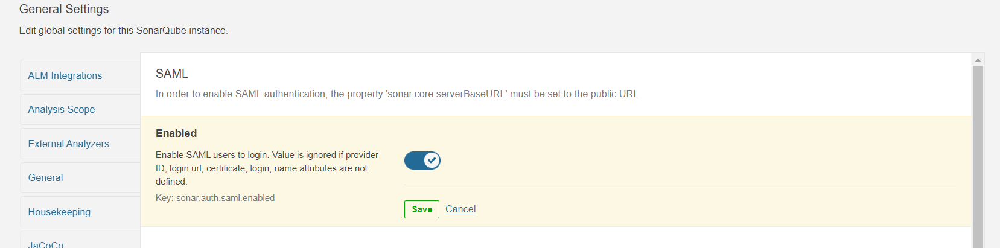 General Settings
Edit global settings for this SonarQube instance.
ALM Integrations
Analysis Scope
External Analyzers
General
Housekeeping
JaCoCo
SAML
In order to enable SAML authentication, the property 'sonar.core.serverBaseURL' must be set to the public URL
Enabled
Enable SAML users to login. Value is ignored if provider
ID, login url, certificate, login, name attributes are not
defined.
Key: sonar.auth.saml.enabled
Save Cancel